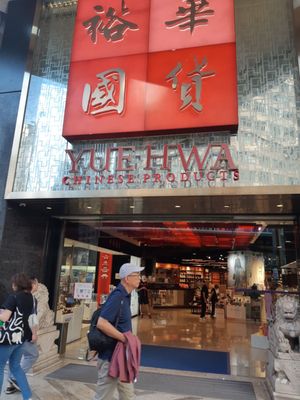 裕華
國貨
YUE HWA
CHINESE PRODUCTS